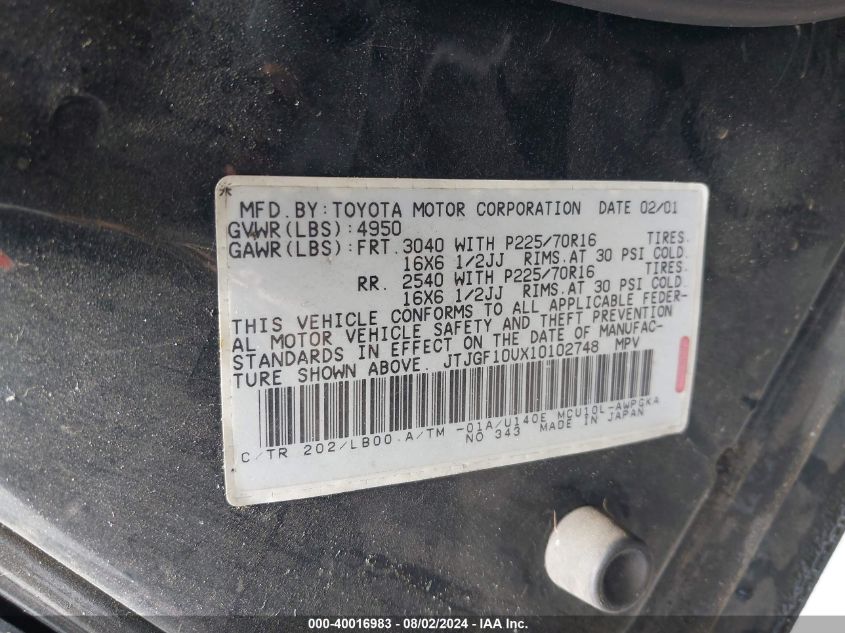 MFD.BY:TOYOTA MOTOR CORPORATION DATE 02/01
GVWR(LBS):4950
GAWR(LBS):FRT.3040 WITH P225/70R16 TIRES.
16X6 1/2JJ RIMS.AT 30 PSI COLD.
RR. 2540 WITH P225/70R16 TIRES.
16X6 1/2JJ RIMS.AT 30 PSI COLD.
THIS VEHICLE CONFORMS TO ALL APPLICABLE FEDER-
AL MOTOR VEHICLE SAFETY AND THEFT PREVENTION
STANDARDS IN EFFECT ON THE DATE OF MANUFAC-
TURE SHOWN ABOVE. JTJGF10UX10102748 MPV
C/TR 202/LB00.A/TM -01A/U140E MCU10L-AWPGKA
NO 343 MADE IN JAPAN
000-40016983 - 08/02/2024 - IMPACT AUTO AUCTIONS, LLC